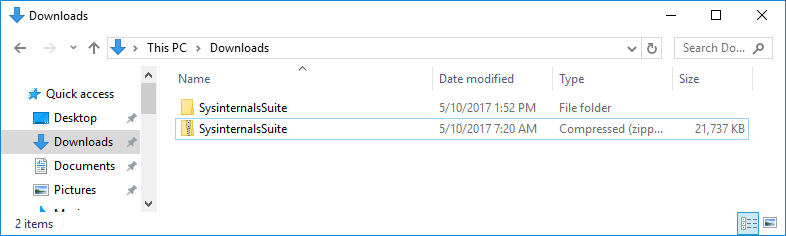 Downloads
This PC > Downloads
Search Do...
Name Date modified Type Size
Quick access
Desktop
Downloads
Documents
Pictures
SysinternalsSuite 5/10/2017 1:52 PM File folder
SysinternalsSuite 5/10/2017 7:20 AM Compressed (zipp... 21,737 KB
2 items